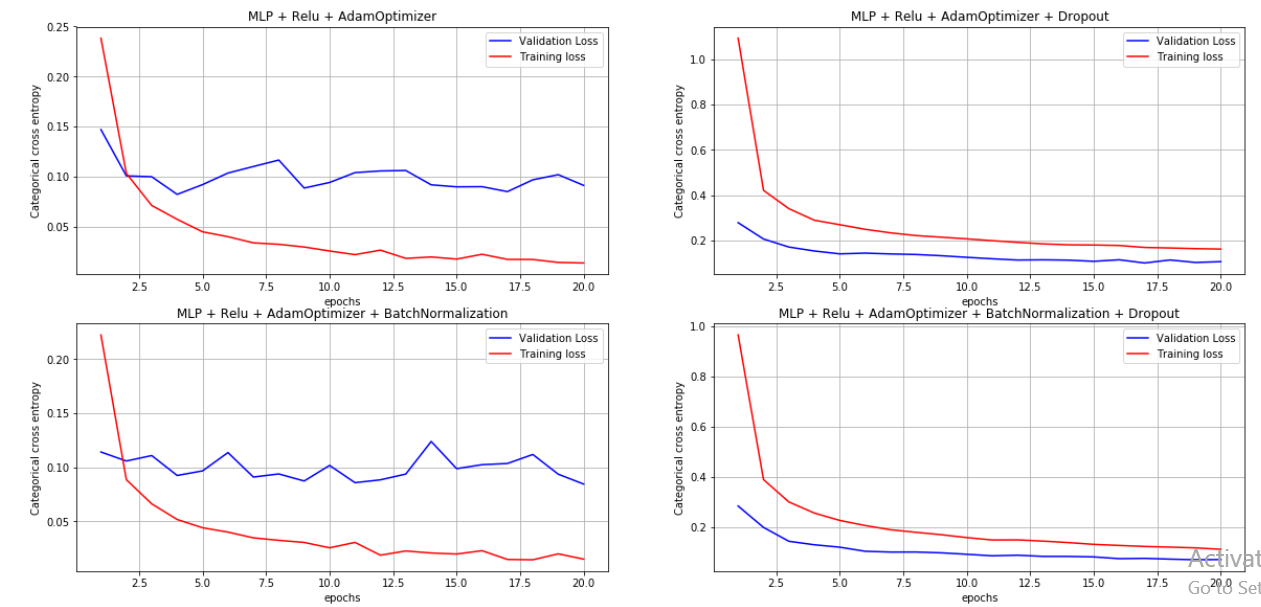 MLP + Relu + AdamOptimizer
Categorical cross entropy
0.25
0.20
0.15
0.10
0.05
Validation Loss
Training loss
2.5 5.0 7.5 10.0 12.5 15.0 17.5 20.0
epochs
MLP + Relu + AdamOptimizer + Dropout
Categorical cross entropy
1.0
0.8
0.6
0.4
0.2
Validation Loss
Training loss
2.5 5.0 7.5 10.0 12.5 15.0 17.5 20.0
epochs
MLP + Relu + AdamOptimizer + BatchNormalization
Categorical cross entropy
0.20
0.15
0.10
0.05
Validation Loss
Training loss
2.5 5.0 7.5 10.0 12.5 15.0 17.5 20.0
epochs
MLP + Relu + AdamOptimizer + BatchNormalization + Dropout
Categorical cross entropy
1.0
0.8
0.6
0.4
0.2
Validation Loss
Training loss
2.5 5.0 7.5 10.0 12.5 15.0 17.5 20.0
epochs
Activat
Go to Set